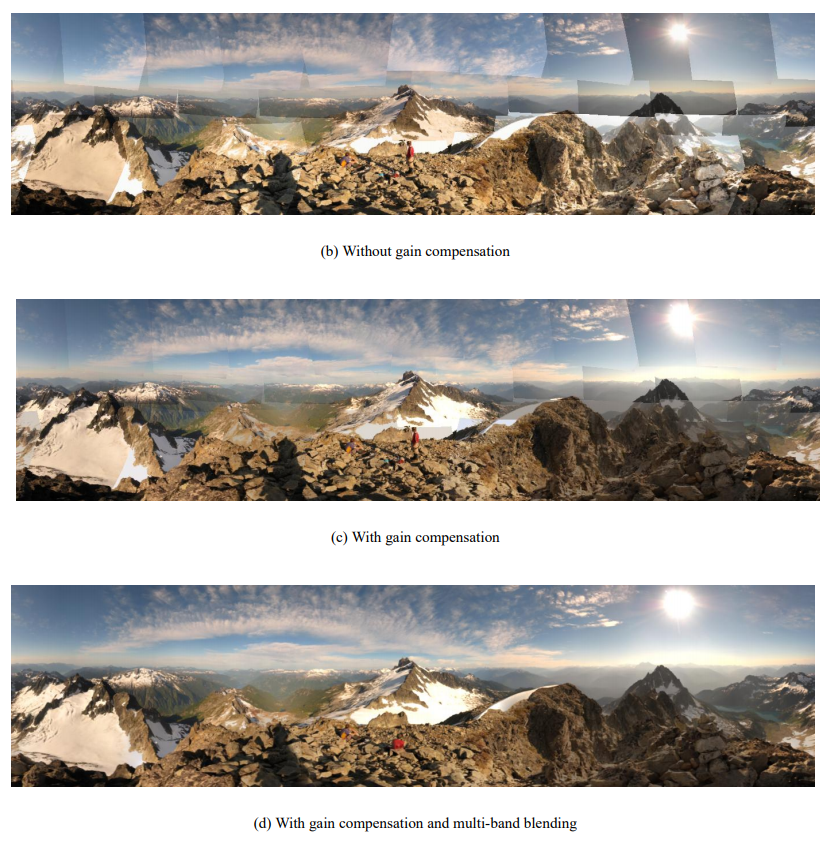 (b) Without gain compensation
(c) With gain compensation
(d) With gain compensation and multi-band blending